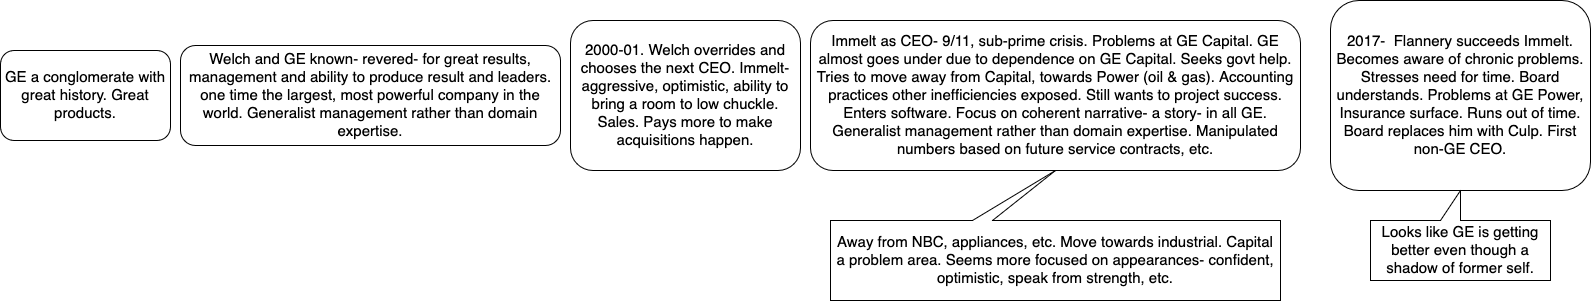 GE a conglomerate with
great history. Great
products.
Welch and GE known- revered- for great results,
management and ability to produce result and leaders.
one time the largest, most powerful company in the
world. Generalist management rather than domain
expertise.
2000-01. Welch overrides and
chooses the next CEO. Immelt-
aggressive, optimistic, ability to
bring a room to low chuckle.
Sales. Pays more to make
acquisitions happen.
Immelt as CEO- 9/11, sub-prime crisis. Problems at GE Capital. GE
almost goes under due to dependence on GE Capital. Seeks govt help.
Tries to move away from Capital, towards Power (oil & gas). Accounting
practices other inefficiencies exposed. Still wants to project success.
Enters software. Focus on coherent narrative- a story- in all GE.
Generalist management rather than domain expertise. Manipulated
numbers based on future service contracts, etc.
Away from NBC, appliances, etc. Move towards industrial. Capital
a problem area. Seems more focused on appearances- confident,
optimistic, speak from strength, etc.
2017-  Flannery succeeds Immelt.
Becomes aware of chronic problems.
Stresses need for time. Board
understands. Problems at GE Power,
Insurance surface. Runs out of time.
Board replaces him with Culp. First
non-GE CEO.
Looks like GE is getting
better even though a
shadow of former self.